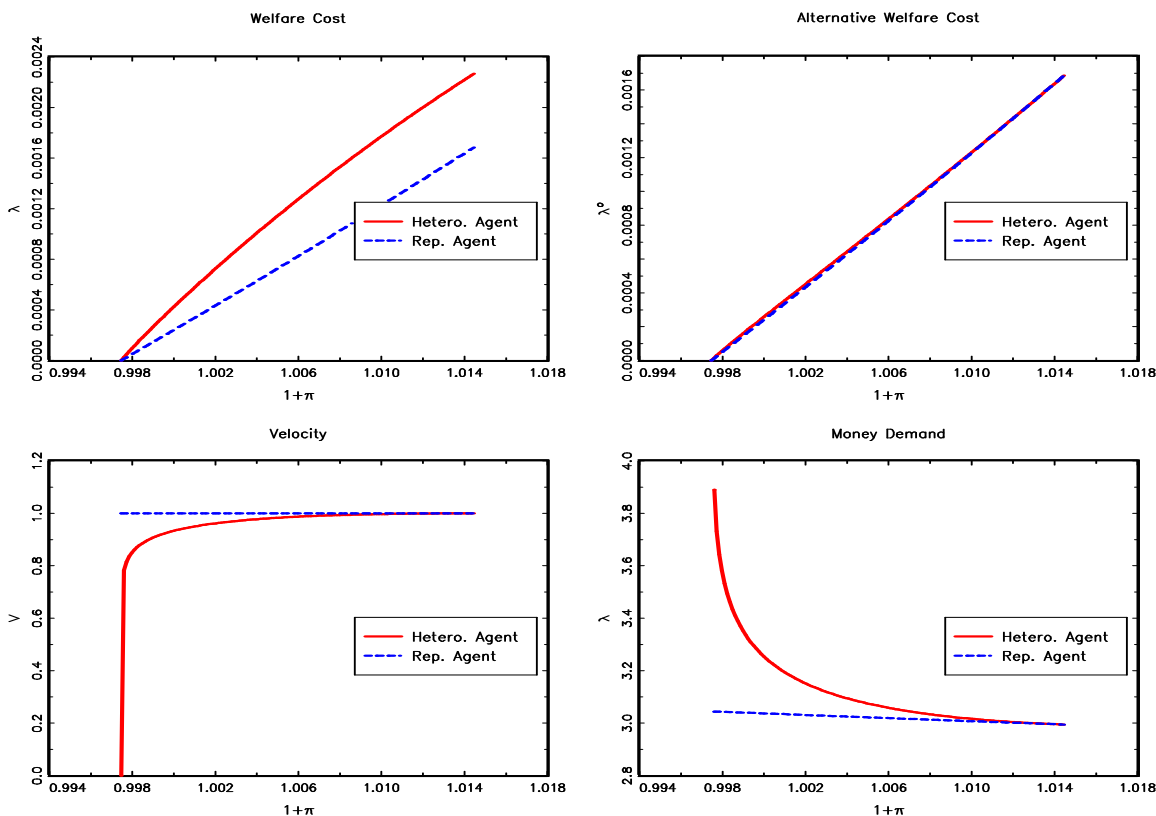 Welfare Cost
λ
0.0000 0.0004 0.0008 0.0012 0.0016 0.0020 0.0024
Hetero. Agent
Rep. Agent
0.994 0.998 1.002 1.006 1.010 1.014 1.018
1+π
Alternative Welfare Cost
λᵖ
0.0000 0.0004 0.0008 0.0012 0.0016
Hetero. Agent
Rep. Agent
0.994 0.998 1.002 1.006 1.010 1.014 1.018
1+π
Velocity
V
0.0 0.2 0.4 0.6 0.8 1.0 1.2
Hetero. Agent
Rep. Agent
0.994 0.998 1.002 1.006 1.010 1.014 1.018
1+π
Money Demand
λ
2.8 3.0 3.2 3.4 3.6 3.8 4.0
Hetero. Agent
Rep. Agent
0.994 0.998 1.002 1.006 1.010 1.014 1.018
1+π